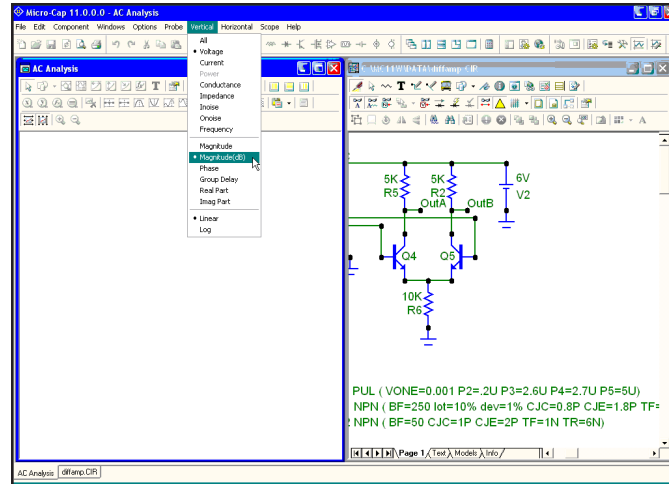 Micro-Cap 11.0.0.0 - AC Analysis
File Edit Component Windows Options Probe Vertical Horizontal Scope Help
All
Voltage
Current
Power
Conductance
Impedance
Inoise
Onoise
Frequency
Magnitude
Magnitude(dB)
Phase
Group Delay
Real Part
Imag Part
Linear
Log
AC Analysis
C:\MC11W\DATA\diffamp.CIR
5K
R5
5K
R2
6V
V2
OutA
OutB
Q4
Q5
10K
R6
PUL ( VONE=0.001 P2=.2U P3=2.6U P4=2.7U P5=5U)
NPN ( BF=250 lot=10% dev=1% CJC=0.8P CJE=1.8P TF=
NPN ( BF=50 CJC=1P CJE=2P TF=1N TR=6N)
Page 1 Text Models Info
AC Analysis diffamp.CIR